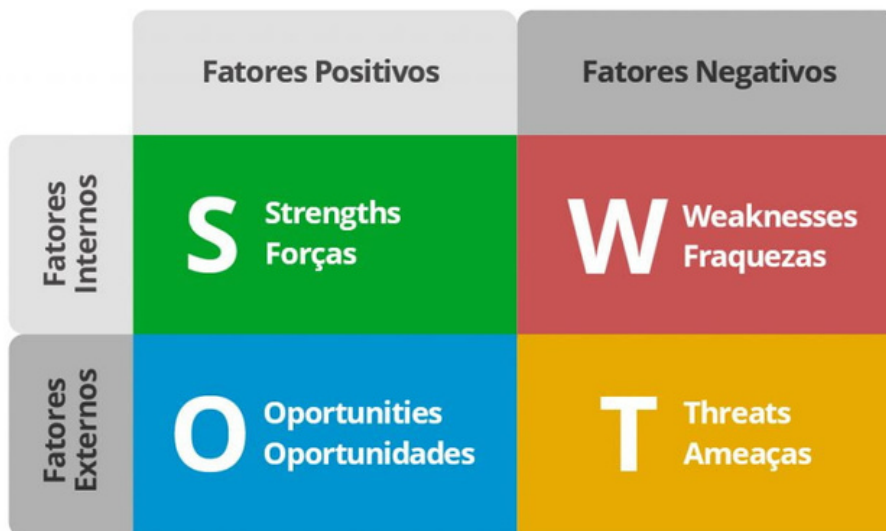 Fatores Positivos
Fatores Negativos
Fatores
Internos
S
Strengths
Forças
W
Weaknesses
Fraquezas
Fatores
Externos
O
Oportunities
Oportunidades
T
Threats
Ameaças